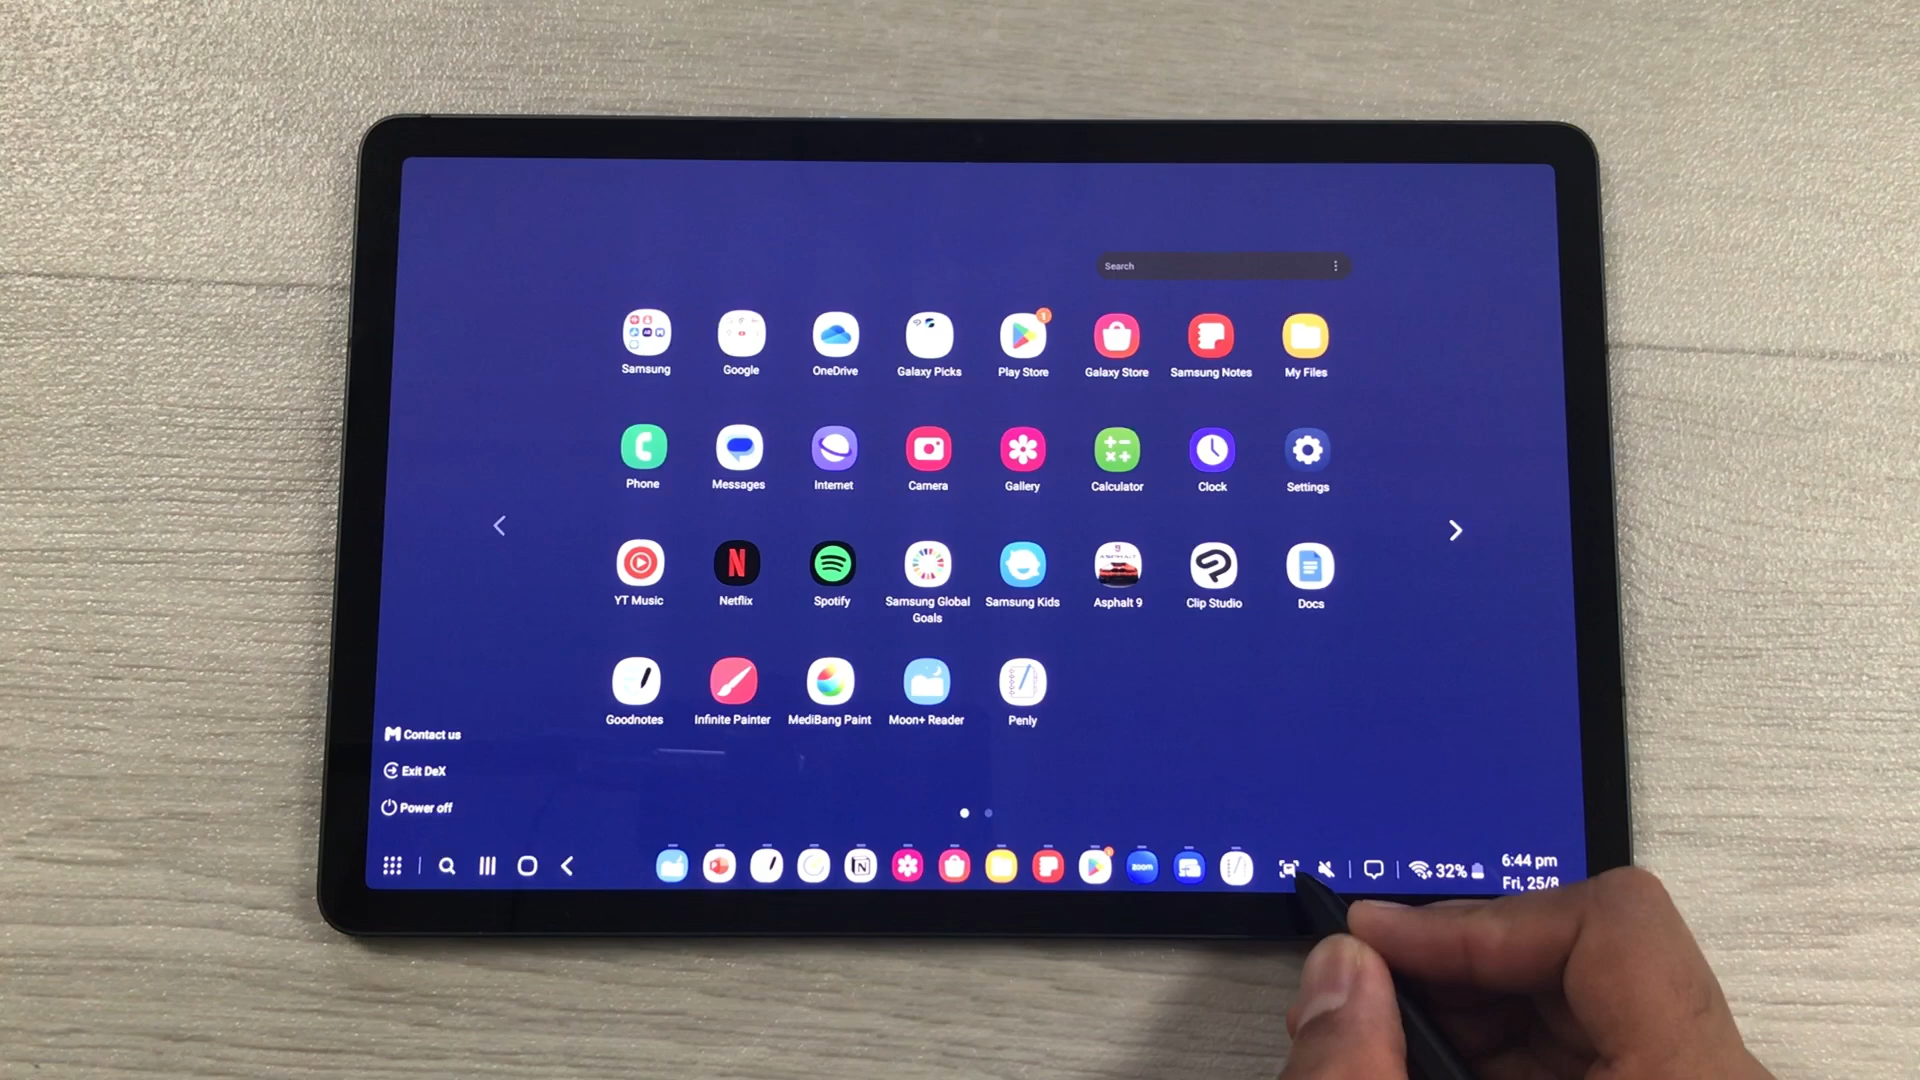 Search
1
Samsung
Google
OneDrive
Galaxy Picks
Play Store
Galaxy Store
Samsung Notes
My Files
Phone
Messages
Internet
Camera
Gallery
Calculator
Clock
Settings
YT Music
Netflix
Spotify
Samsung Global
Goals
Samsung Kids
Asphalt 9
Clip Studio
Docs
Goodnotes
Infinite Painter
MediBang Paint
Moon+ Reader
Penly
Contact us
Exit DeX
Power off
zoom
32%
6:44 pm
Fri, 25/8